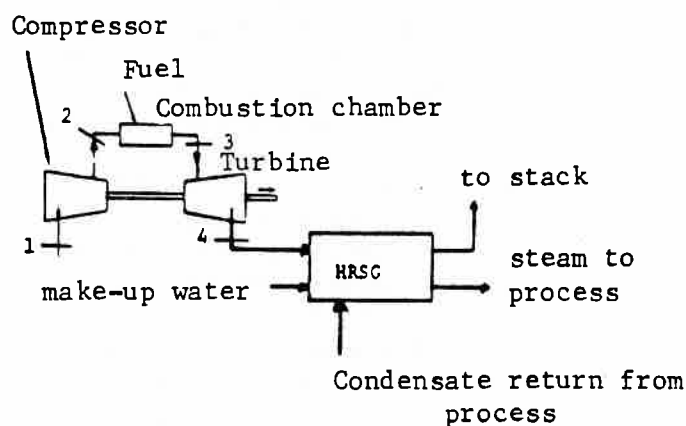 Compressor
Fuel
Combustion chamber
2
3
Turbine
to stack
1
4
HRSG
steam to
process
make-up water
Condensate return from
process